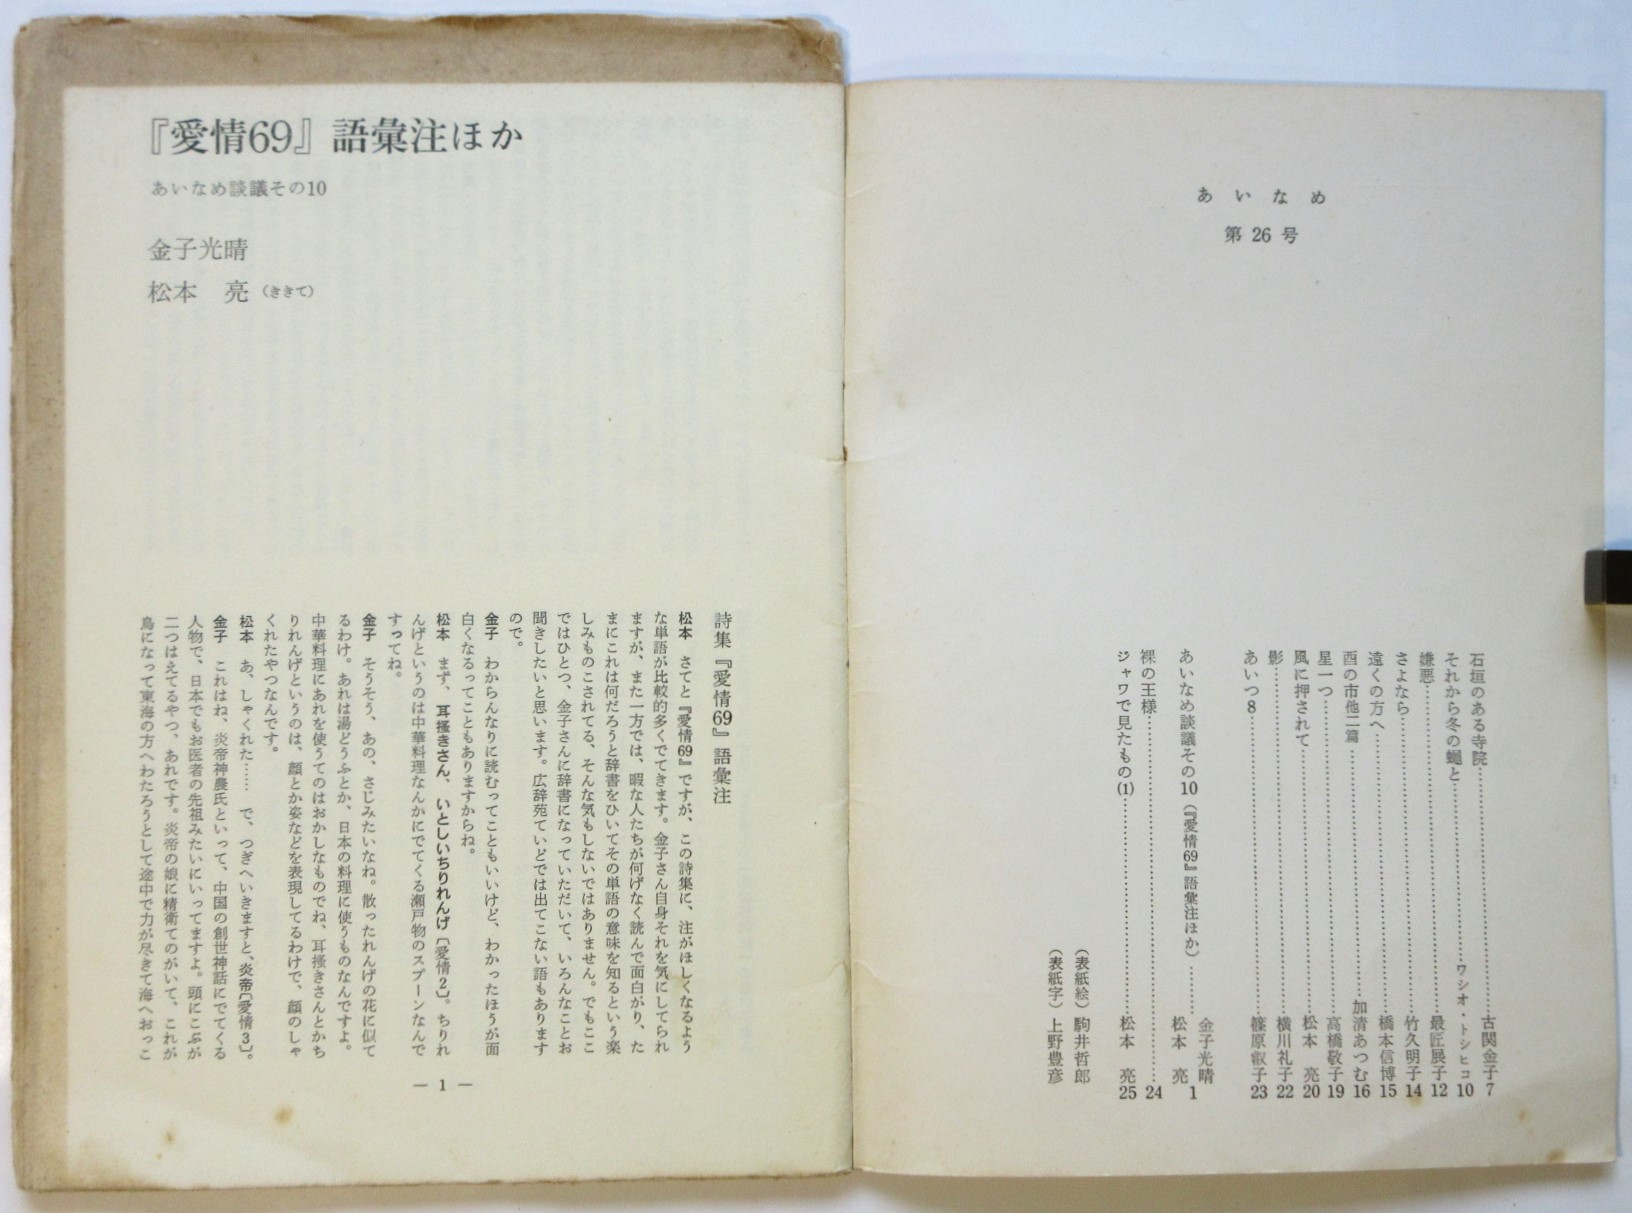 あいなめ
第26号
石垣のある寺院……古関金子 7
それから冬の蠅と……ワシオ・トシヒコ 10
嫌悪……最匠展子 12
さよなら……竹久明子 14
遠くの方へ……橋本信博 15
酉の市他二篇……加清あつむ 16
星一つ……高橋敬子 19
風に押されて……松本 亮 20
影……横川礼子 22
あいつ8……篠原叡子 23
あいなめ談議その10(『愛情69』語彙注ほか)……金子光晴 松本 亮 1
裸の王様……24
ジャワで見たもの(1)……松本 亮 25
(表紙絵) 駒井哲郎
(表紙字) 上野豊彦
『愛情69』語彙注ほか
あいなめ談議その10
金子光晴
松本 亮(ききて)
詩集『愛情69』語彙注
松本 さてと『愛情69』ですが、この詩集に、注がほしくなるよう
な単語が比較的多くでてきます。金子さん自身それを気にしてられ
ますが、また一方では、暇な人たちが何げなく読んで面白がり、た
まにこれは何だろうと辞書をひいてその単語の意味を知るという楽
しみものこされてる、そんな気もしないではありません。でもここ
ではひとつ、金子さんに辞書になっていただいて、いろんなことお
聞きしたいと思います。広辞苑ていどでは出てこない語もあります
ので。
金子 わからんなりに読むってこともいいけど、わかったほうが面
白くなるってこともありますからね。
松本 まず、耳搔きさん、いとしいちりれんげ〔愛情2〕。ちりれ
んげというのは中華料理なんかにでてくる瀬戸物のスプーンなんで
すってね。
金子 そうそう、あの、さじみたいなね。散ったれんげの花に似て
るわけ。あれは湯どうふとか、日本の料理に使うものなんですよ。
中華料理にあれを使うてのはおかしなものでね、耳搔きさんとかち
りれんげというのは、顔とか姿などを表現してるわけで、顔のしゃ
くれたやつなんです。
松本 あ、しゃくれた…… で、つぎへいきますと、炎帝〔愛情3〕。
金子 これはね、炎帝神農氏といって、中国の創世神話にでてくる
人物で、日本でもお医者の先祖みたいにいってますよ。頭にこぶが
二つはえてるやつ、あれです。炎帝の娘に精衛てのがいて、これが
鳥になって東海の方へわたろうとして途中で力が尽きて海へおっこ
— 1 —